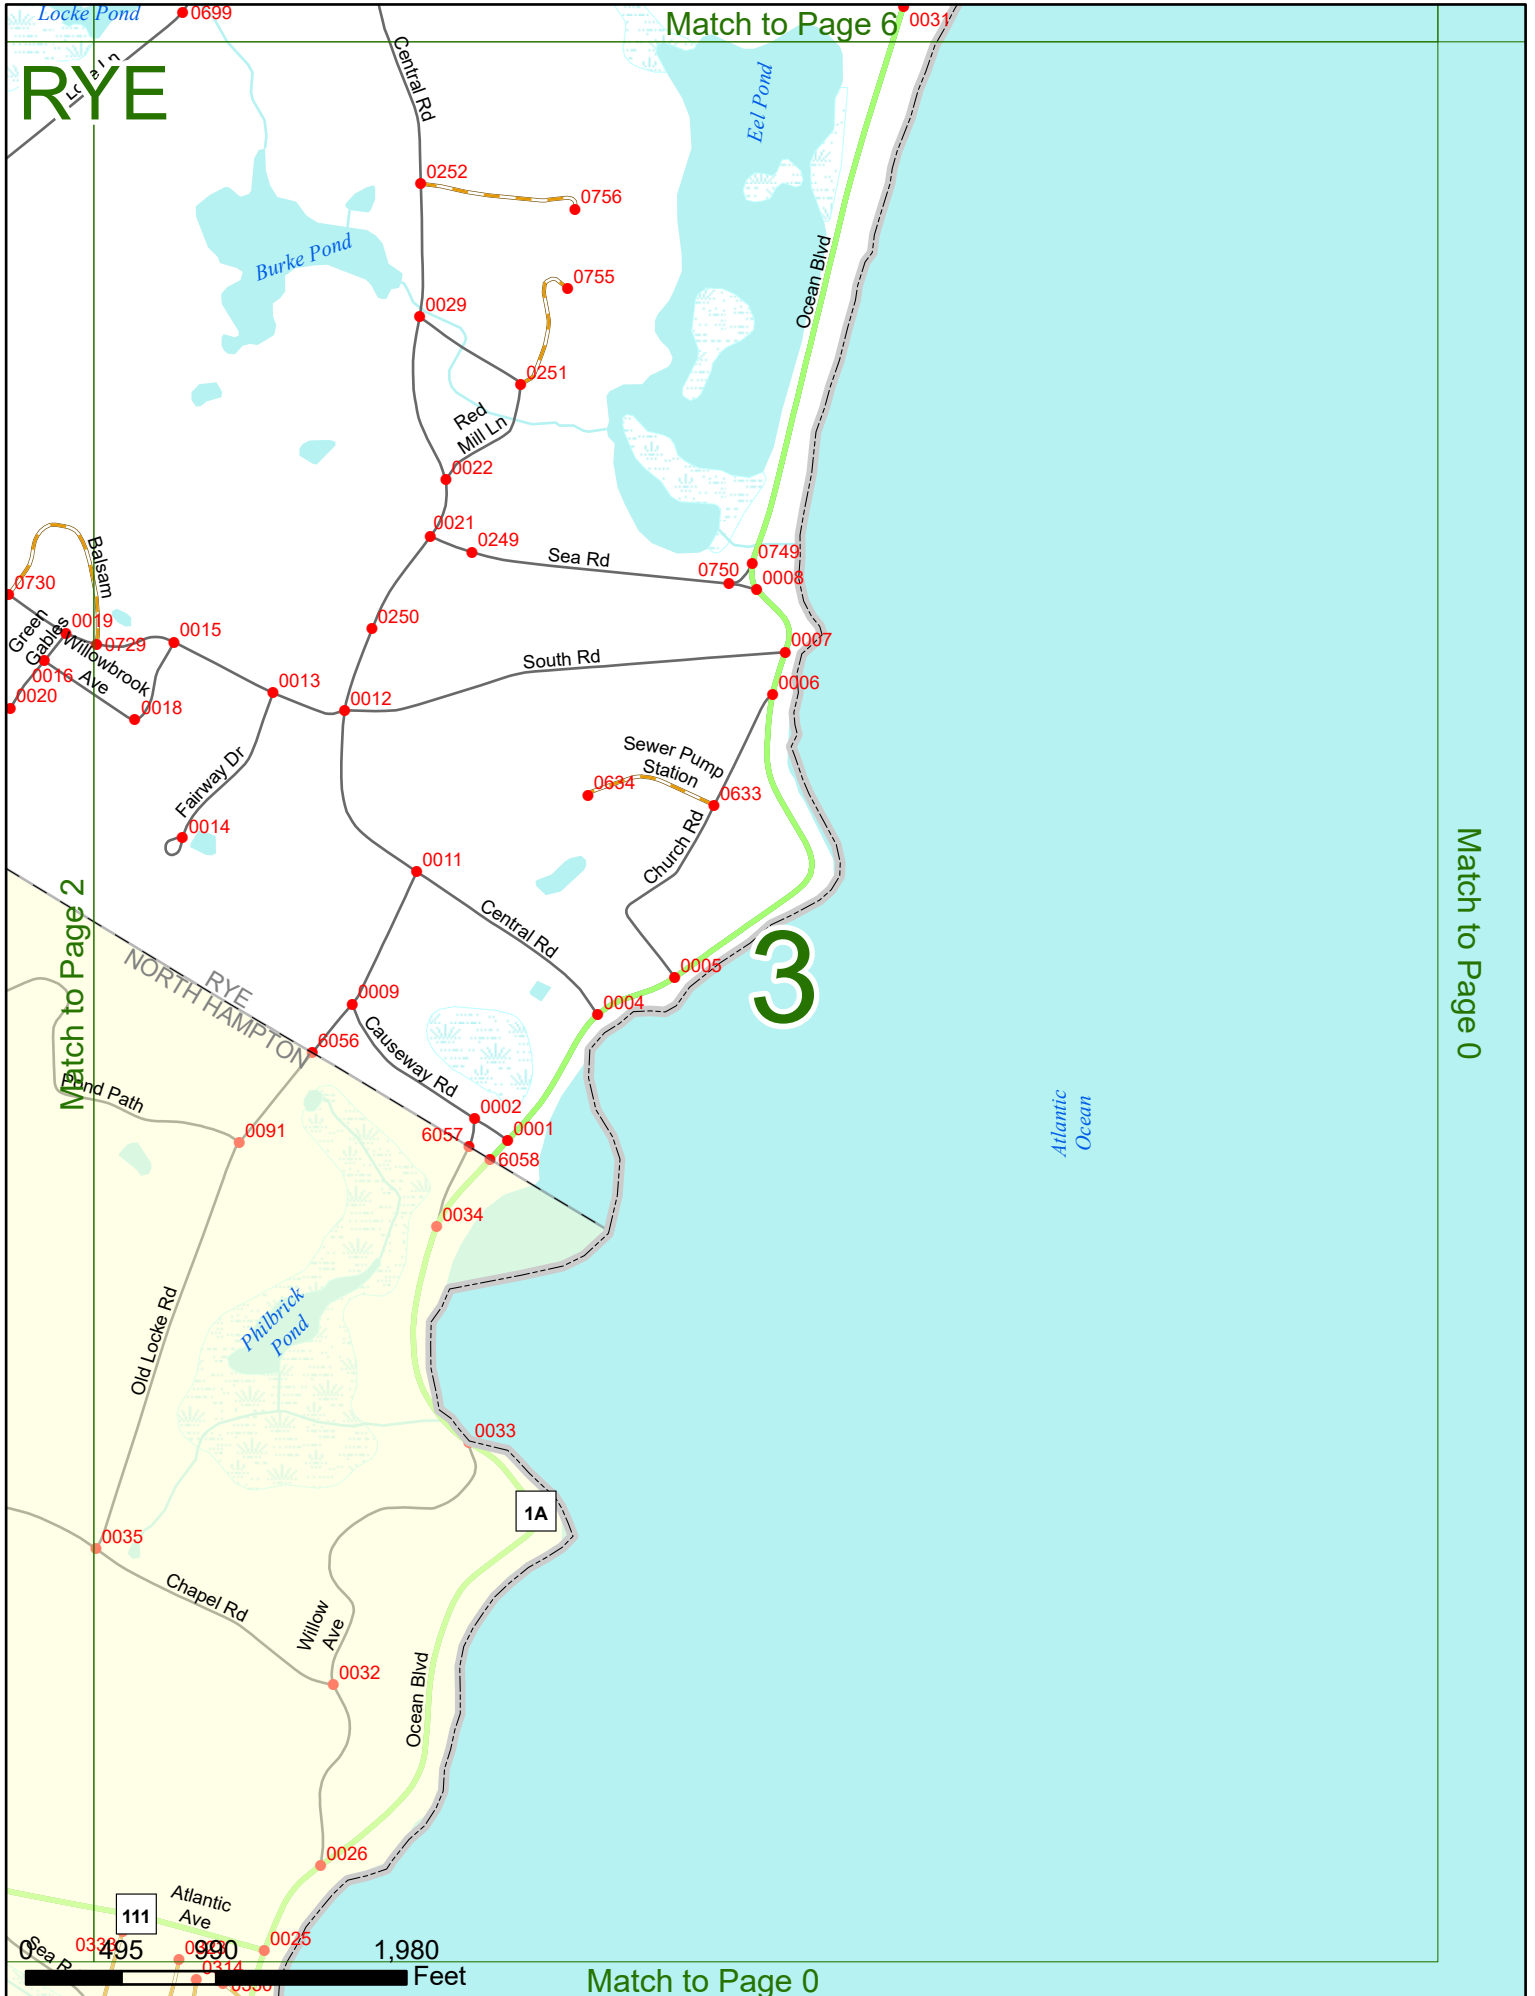 Locke Pond
0699
Match to Page 6
0031
RYE
Central Rd
Eel Pond
0252
0756
Burke Pond
Ocean Blvd
0755
0029
0251
Red
Mill Ln
0022
0021
0249
Sea Rd
0749
0750
0008
Balsam
0730
0019
0729
0015
0250
Green
Gables
Willowbrook
Ave
0016
0020
0018
0013
0012
South Rd
0007
0006
Sewer Pump
Station
0634
0633
Fairway Dr
0014
Church Rd
0011
Central Rd
Match to Page 2
Match to Page 0
RYE
NORTH HAMPTON
3
0005
0004
0009
6056
Causeway Rd
Pond Path
0091
0002
0001
6057
6058
Atlantic
Ocean
0034
Philbrick
Pond
Old Locke Rd
0033
1A
0035
Chapel Rd
Willow
Ave
0032
Ocean Blvd
0026
Atlantic
Ave
111
0025
0314
0 495 990 1,980
Feet
Match to Page 0